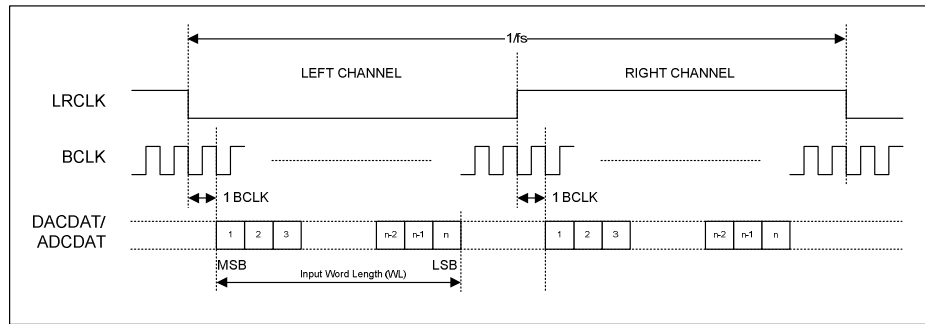 1/fs
LEFT CHANNEL RIGHT CHANNEL
LRCLK
BCLK
1 BCLK 1 BCLK
DACDAT/
ADCDAT
1 2 3 n-2 n-1 n 1 2 3 n-2 n-1 n
MSB LSB
Input Word Length (WL)